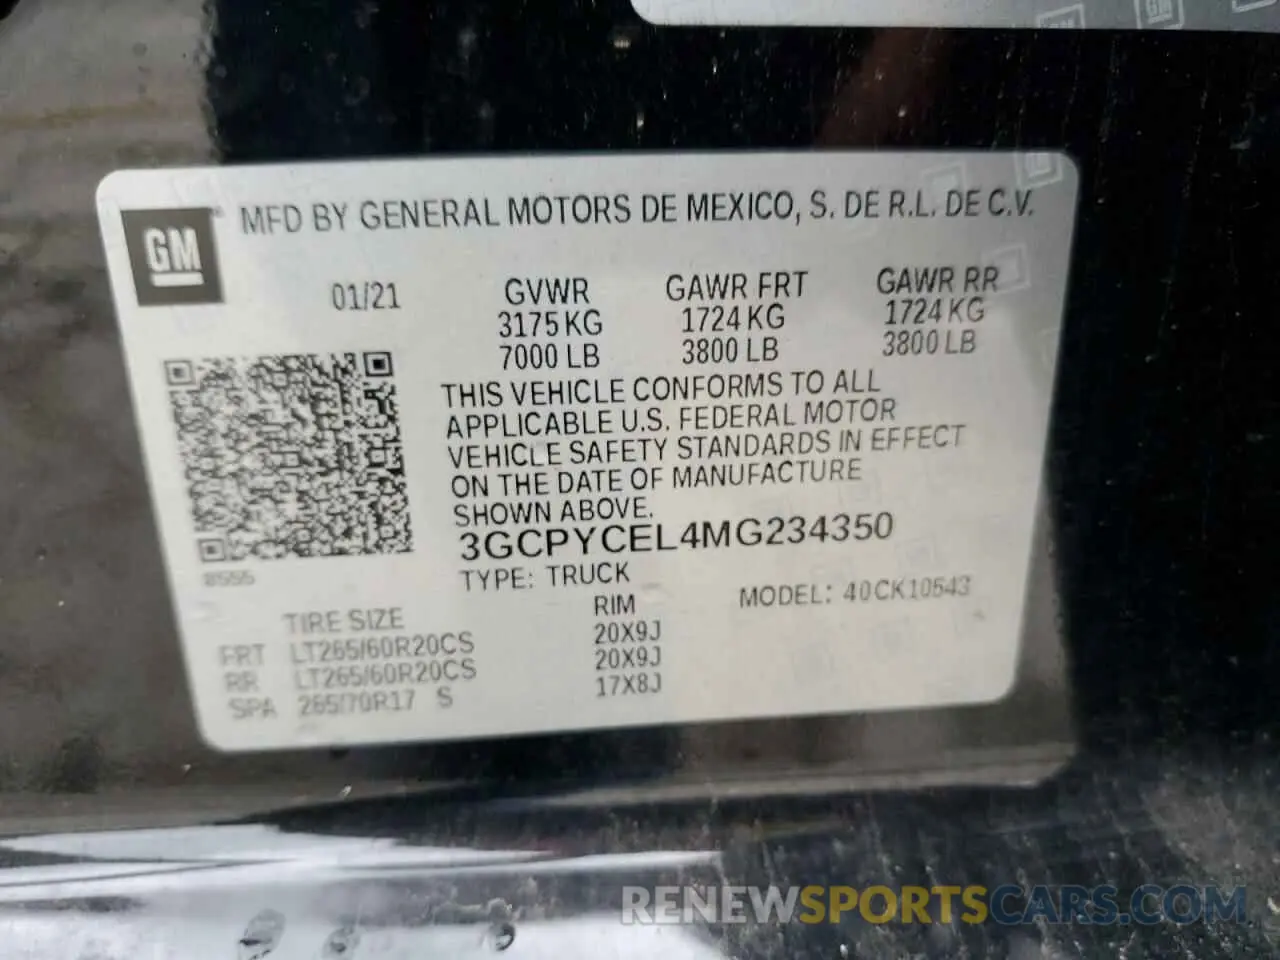 GM
MFD BY GENERAL MOTORS DE MEXICO, S. DE R.L. DE C.V.
01/21
GVWR GAWR FRT GAWR RR
3175 KG 1724 KG 1724 KG
7000 LB 3800 LB 3800 LB
THIS VEHICLE CONFORMS TO ALL
APPLICABLE U.S. FEDERAL MOTOR
VEHICLE SAFETY STANDARDS IN EFFECT
ON THE DATE OF MANUFACTURE
SHOWN ABOVE.
3GCPYCEL4MG234350
8555
TYPE: TRUCK
MODEL: 40CK10543
TIRE SIZE RIM
FRT LT265/60R20CS 20X9J
RR LT265/60R20CS 20X9J
SPA 265/70R17 S 17X8J
RENEWSPORTSCARS.COM